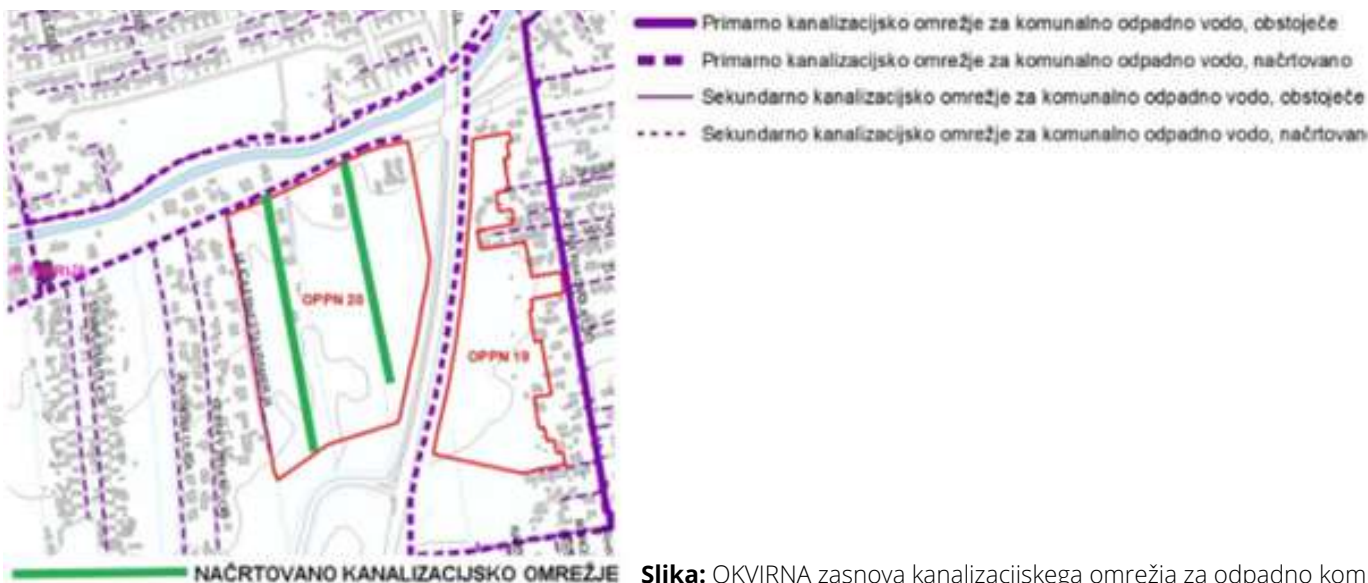 Primarno kanalizacijsko omrežje za komunalno odpadno vodo, obstoječe
Primarno kanalizacijsko omrežje za komunalno odpadno vodo, načrtovano
Sekundarno kanalizacijsko omrežje za komunalno odpadno vodo, obstoječe
Sekundarno kanalizacijsko omrežje za komunalno odpadno vodo, načrtovan
OPPN 20
OPPN 19
NAČRTOVANO KANALIZACIJSKO OMREŽJE
Slika: OKVIRNA zasnova kanalizacijskega omrežja za odpadno kom